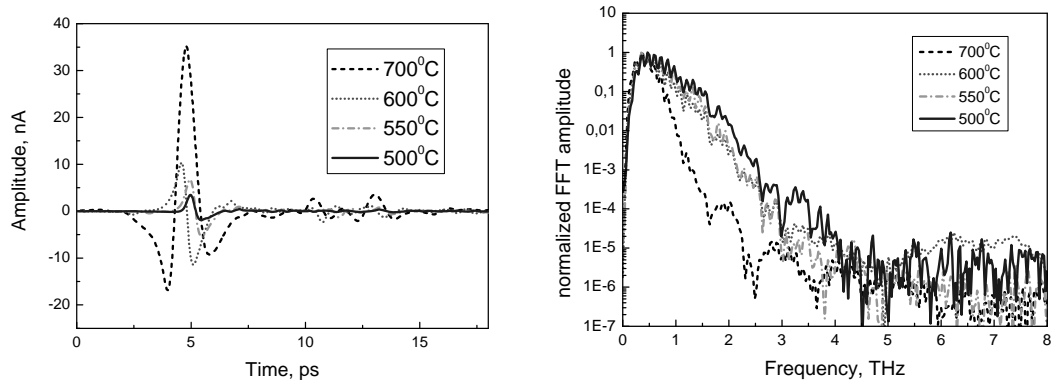 40
30
20
10
0
-10
-20
0 5 10 15
Amplitude, nA
Time, ps
700⁰C
600⁰C
550⁰C
500⁰C
10
1
0,1
0,01
1E-3
1E-4
1E-5
1E-6
1E-7
0 1 2 3 4 5 6 7 8
normalized FFT amplitude
Frequency, THz
700⁰C
600⁰C
550⁰C
500⁰C